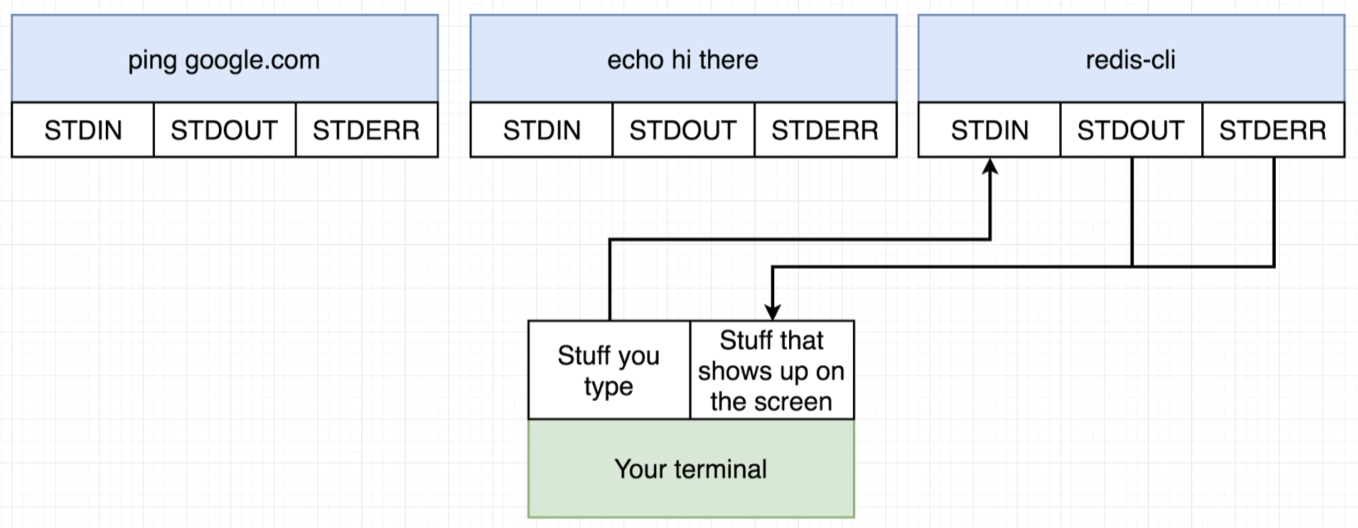 ping google.com
echo hi there
redis-cli
STDIN STDOUT STDERR
STDIN STDOUT STDERR
STDIN STDOUT STDERR
Stuff you
type
Stuff that
shows up on
the screen
Your terminal